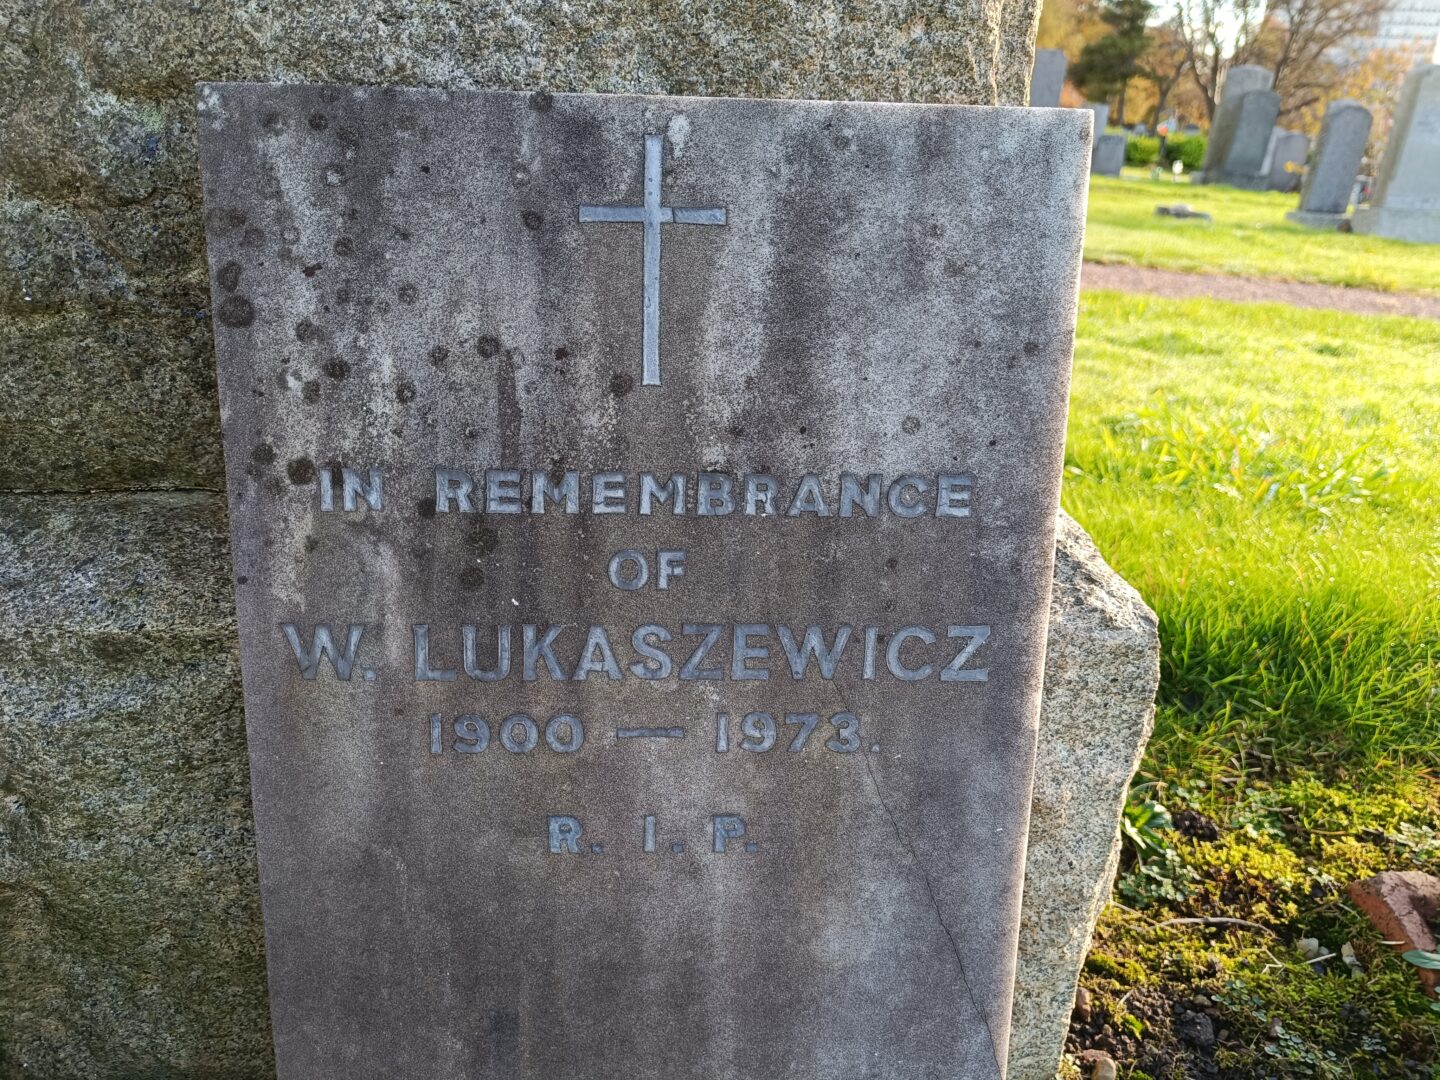 IN REMEMBRANCE
OF
W. LUKASZEWICZ
1900 — 1973.
R. I. P.